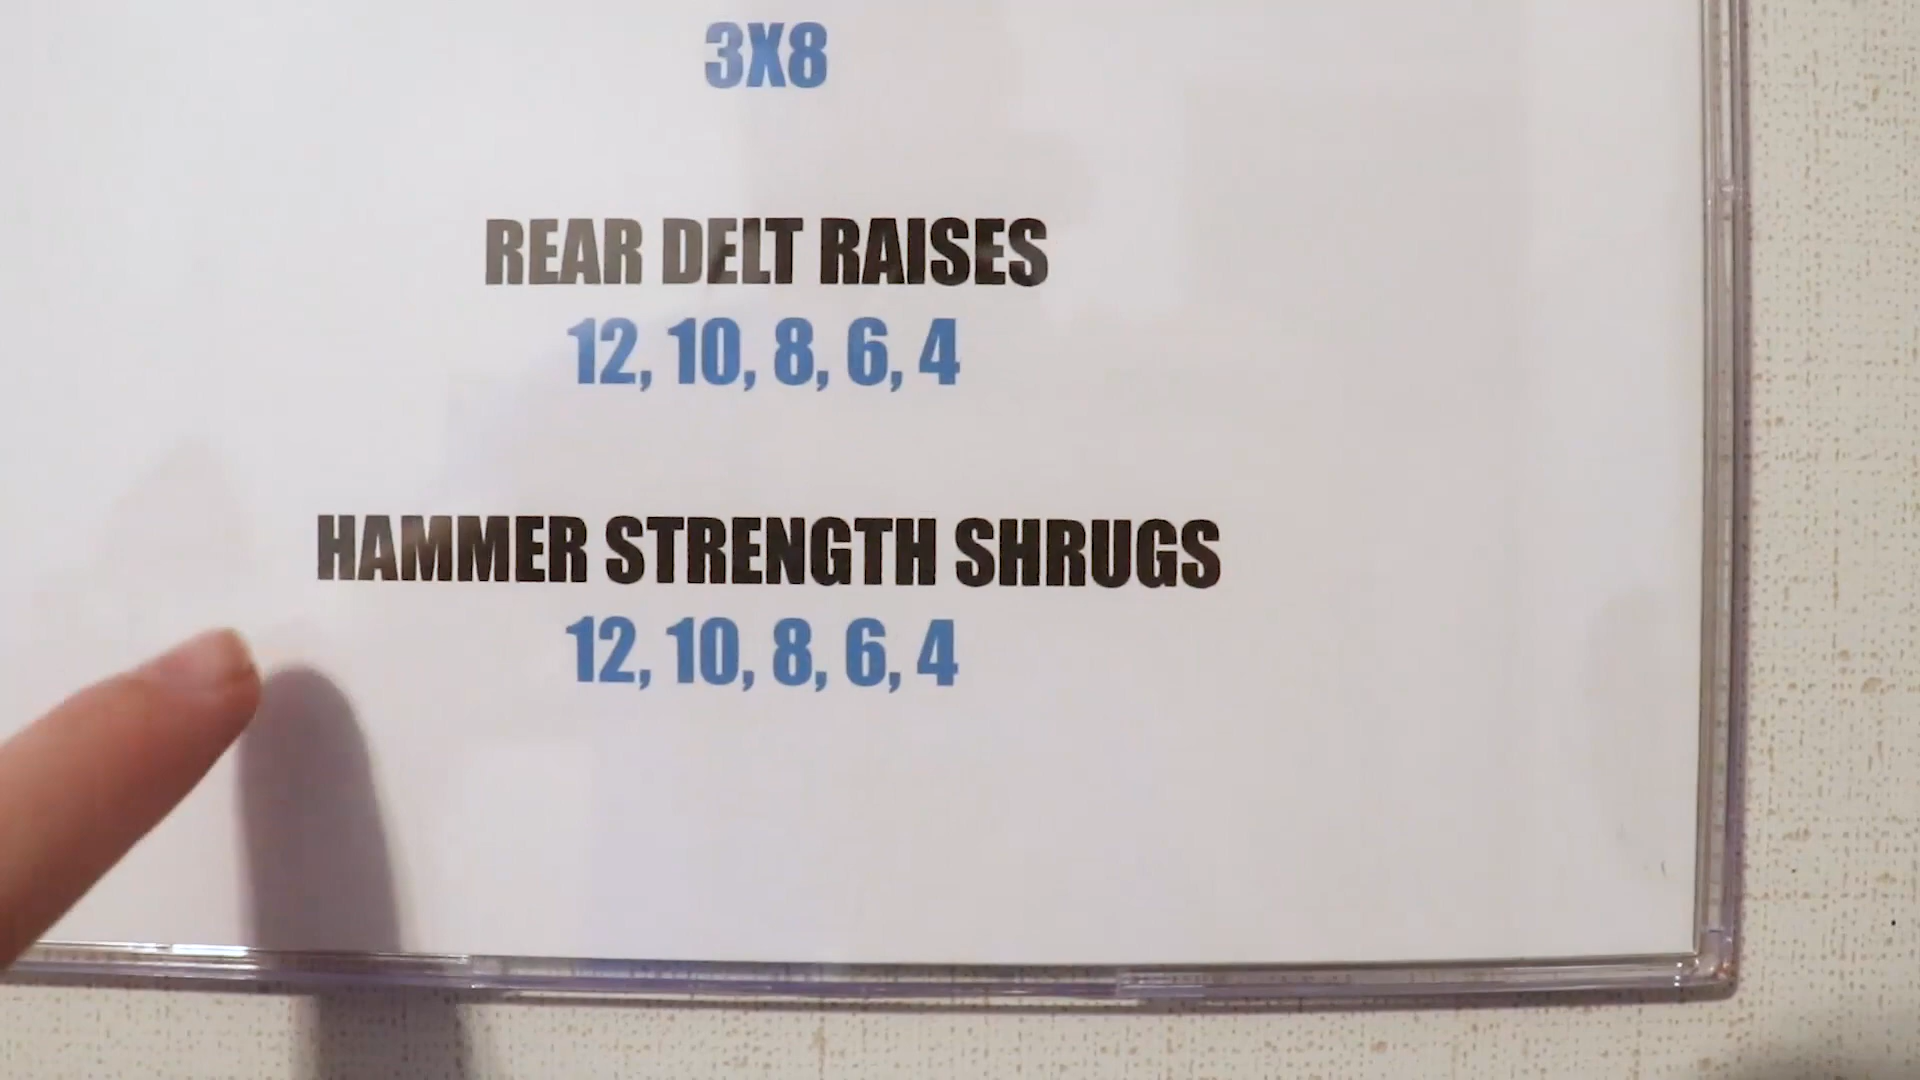 3X8
REAR DELT RAISES
12, 10, 8, 6, 4
HAMMER STRENGTH SHRUGS
12, 10, 8, 6, 4